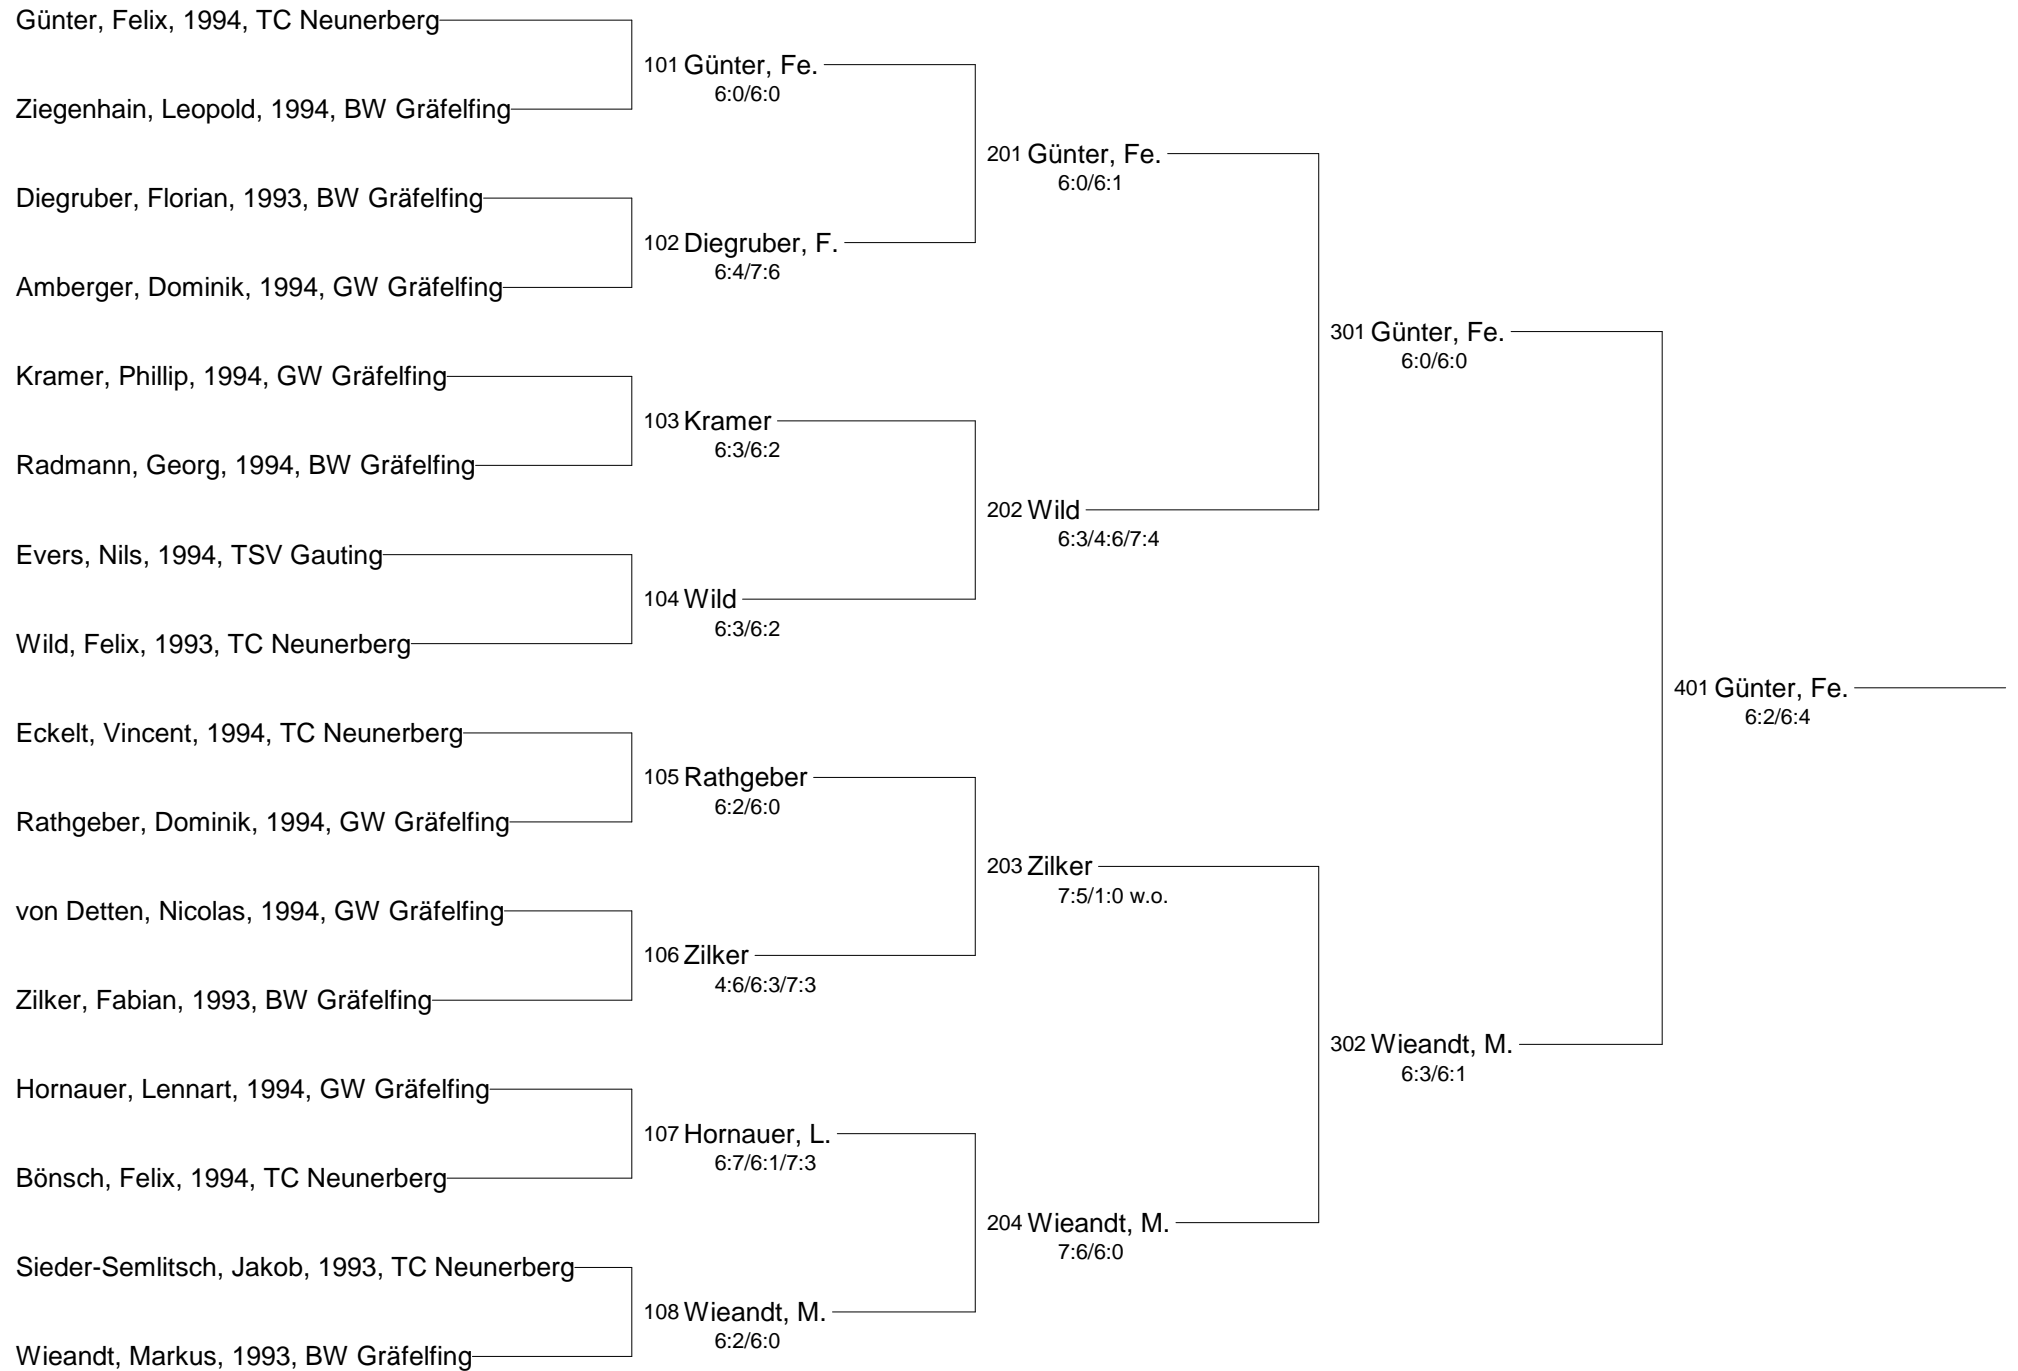 Günter, Felix, 1994, TC Neunerberg
101 Günter, Fe.
6:0/6:0
Ziegenhain, Leopold, 1994, BW Gräfelfing
201 Günter, Fe.
6:0/6:1
Diegruber, Florian, 1993, BW Gräfelfing
102 Diegruber, F.
6:4/7:6
Amberger, Dominik, 1994, GW Gräfelfing
301 Günter, Fe.
6:0/6:0
Kramer, Phillip, 1994, GW Gräfelfing
103 Kramer
6:3/6:2
Radmann, Georg, 1994, BW Gräfelfing
202 Wild
6:3/4:6/7:4
Evers, Nils, 1994, TSV Gauting
104 Wild
6:3/6:2
Wild, Felix, 1993, TC Neunerberg
401 Günter, Fe.
6:2/6:4
Eckelt, Vincent, 1994, TC Neunerberg
105 Rathgeber
6:2/6:0
Rathgeber, Dominik, 1994, GW Gräfelfing
203 Zilker
7:5/1:0 w.o.
von Detten, Nicolas, 1994, GW Gräfelfing
106 Zilker
4:6/6:3/7:3
Zilker, Fabian, 1993, BW Gräfelfing
302 Wieandt, M.
6:3/6:1
Hornauer, Lennart, 1994, GW Gräfelfing
107 Hornauer, L.
6:7/6:1/7:3
Bönsch, Felix, 1994, TC Neunerberg
204 Wieandt, M.
7:6/6:0
Sieder-Semlitsch, Jakob, 1993, TC Neunerberg
108 Wieandt, M.
6:2/6:0
Wieandt, Markus, 1993, BW Gräfelfing